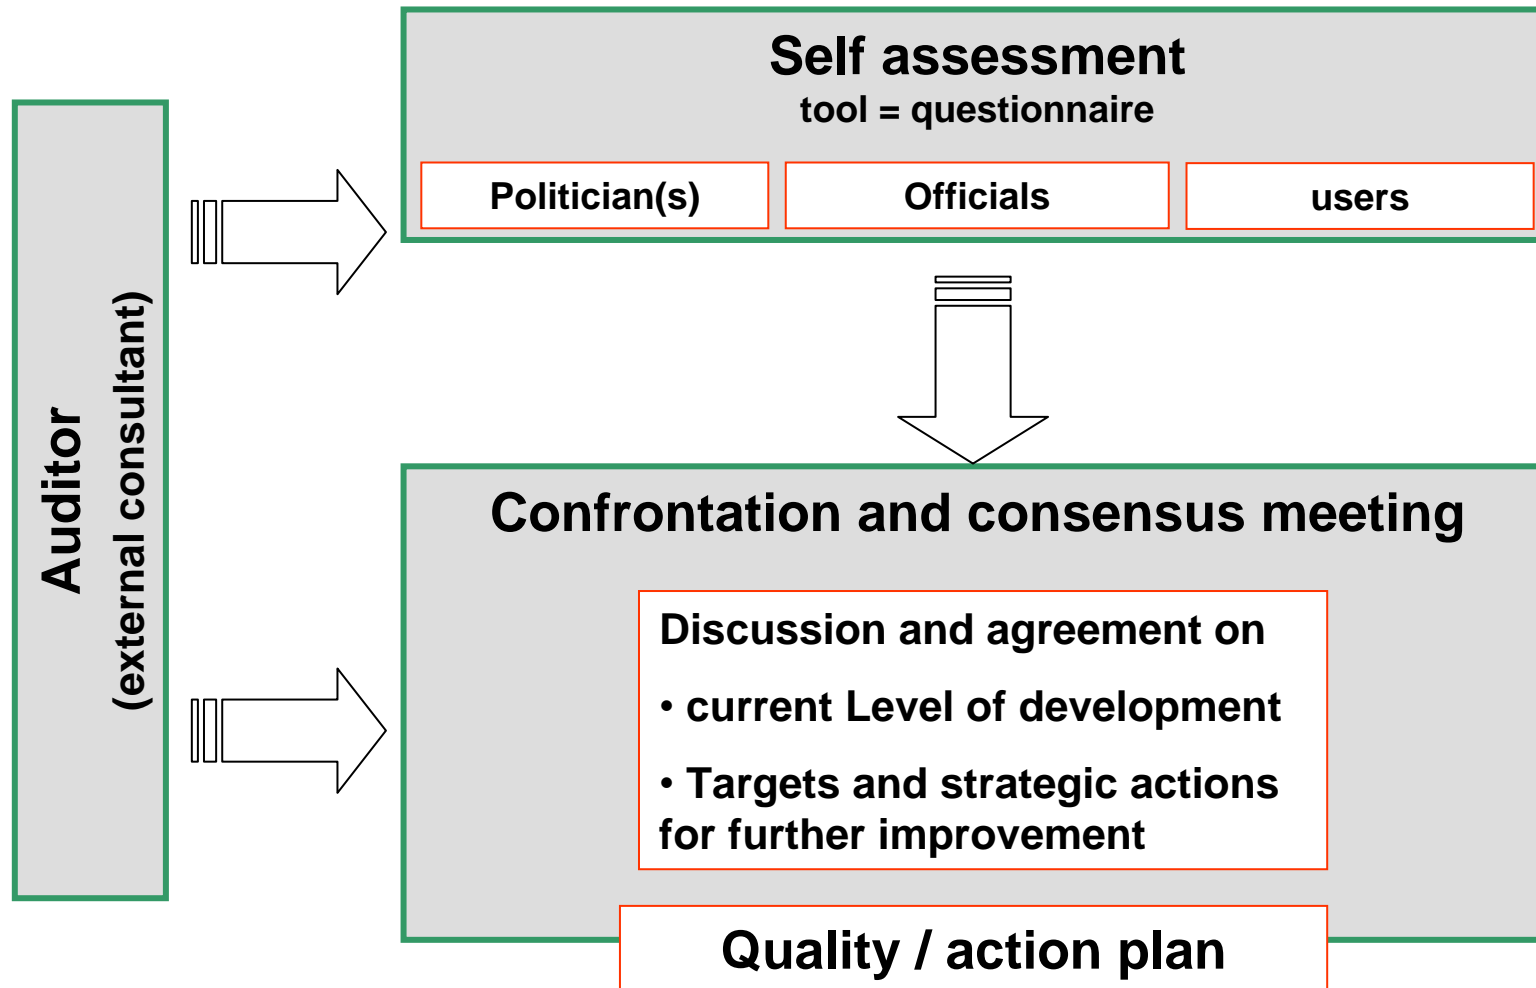 Self assessment
tool = questionnaire
Politician(s)
Officials
users
Auditor
(external consultant)
Confrontation and consensus meeting
Discussion and agreement on
• current Level of development
• Targets and strategic actions
for further improvement
Quality / action plan